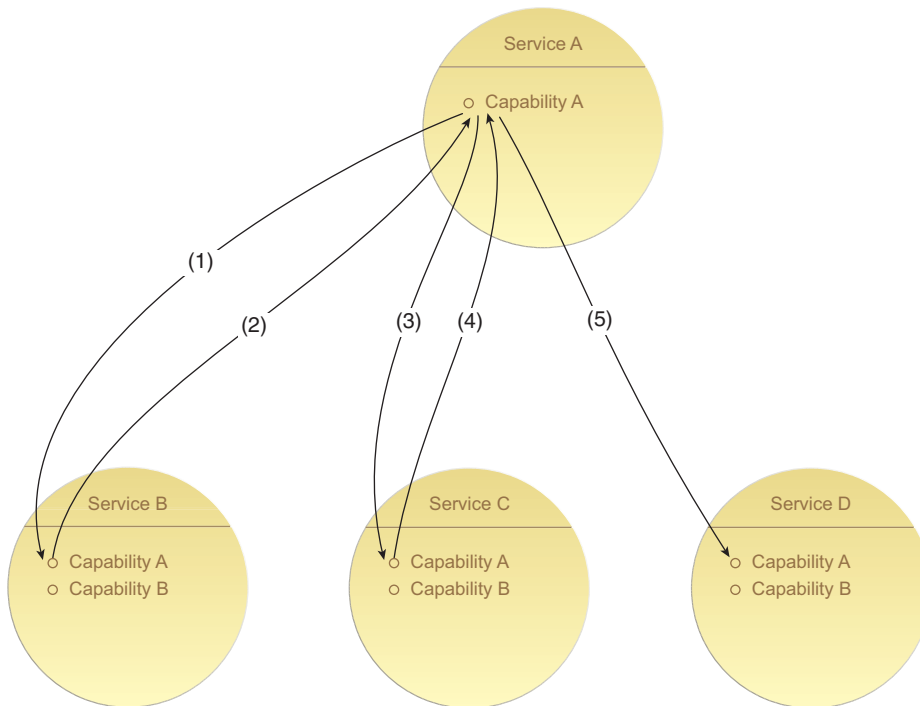 Service A
Capability A
(1)
(2)
(3)
(4)
(5)
Service B
Capability A
Capability B
Service C
Capability A
Capability B
Service D
Capability A
Capability B